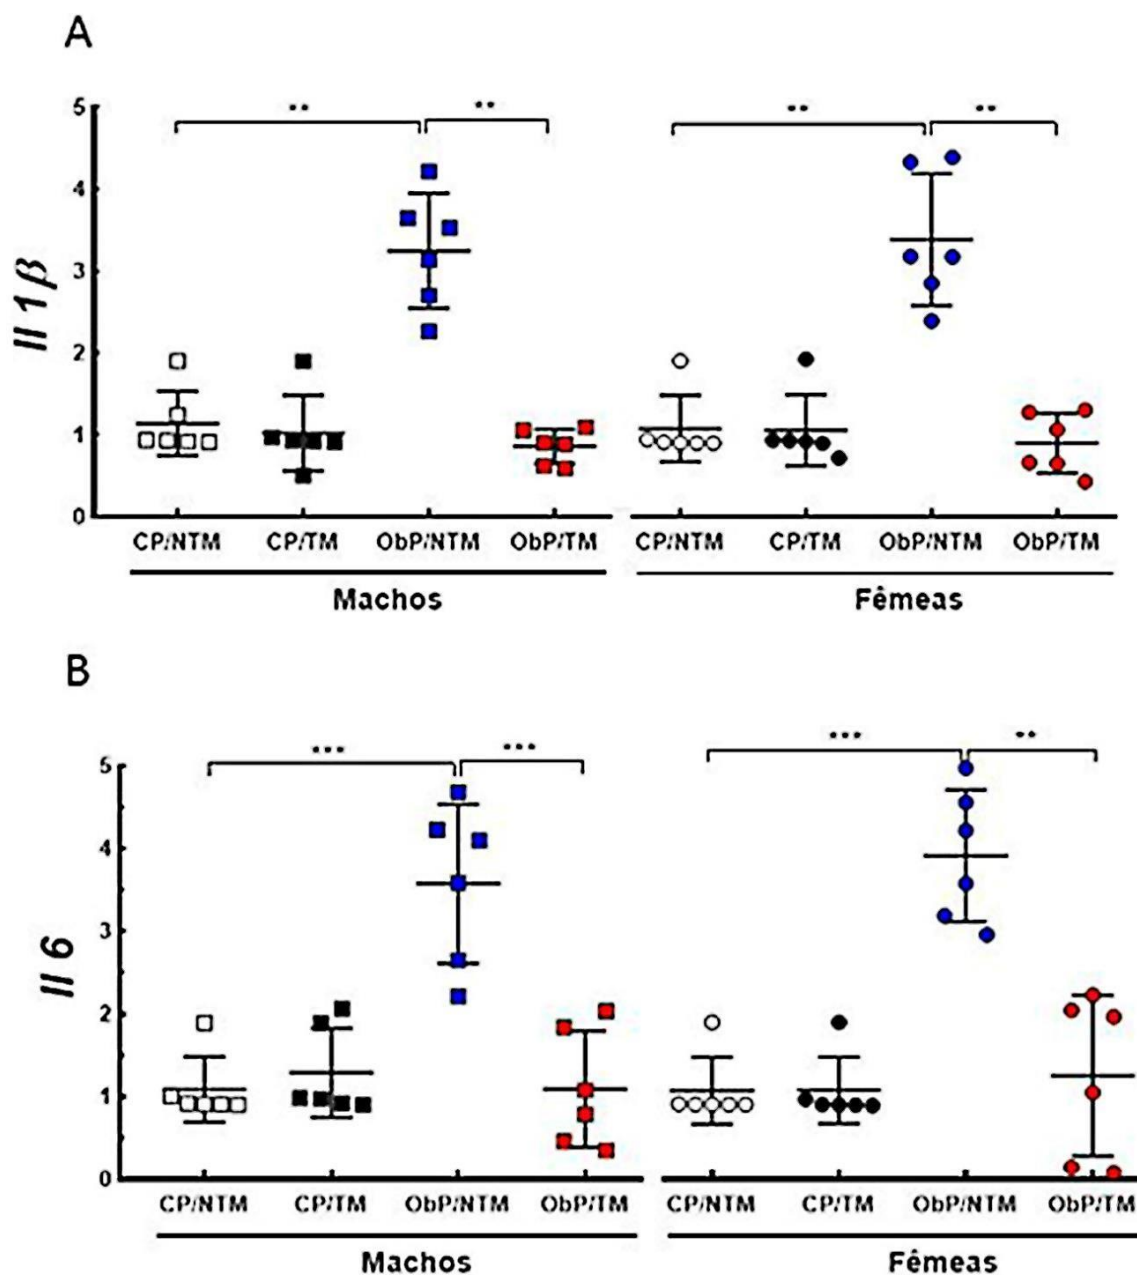 A
•• •• •• ••
5
4
3
2
1
0
Il 1 β
CP/NTM CP/TM ObP/NTM ObP/TM CP/NTM CP/TM ObP/NTM ObP/TM
Machos Fêmeas
B
••• ••• ••• ••
5
4
3
2
1
0
Il 6
CP/NTM CP/TM ObP/NTM ObP/TM CP/NTM CP/TM ObP/NTM ObP/TM
Machos Fêmeas